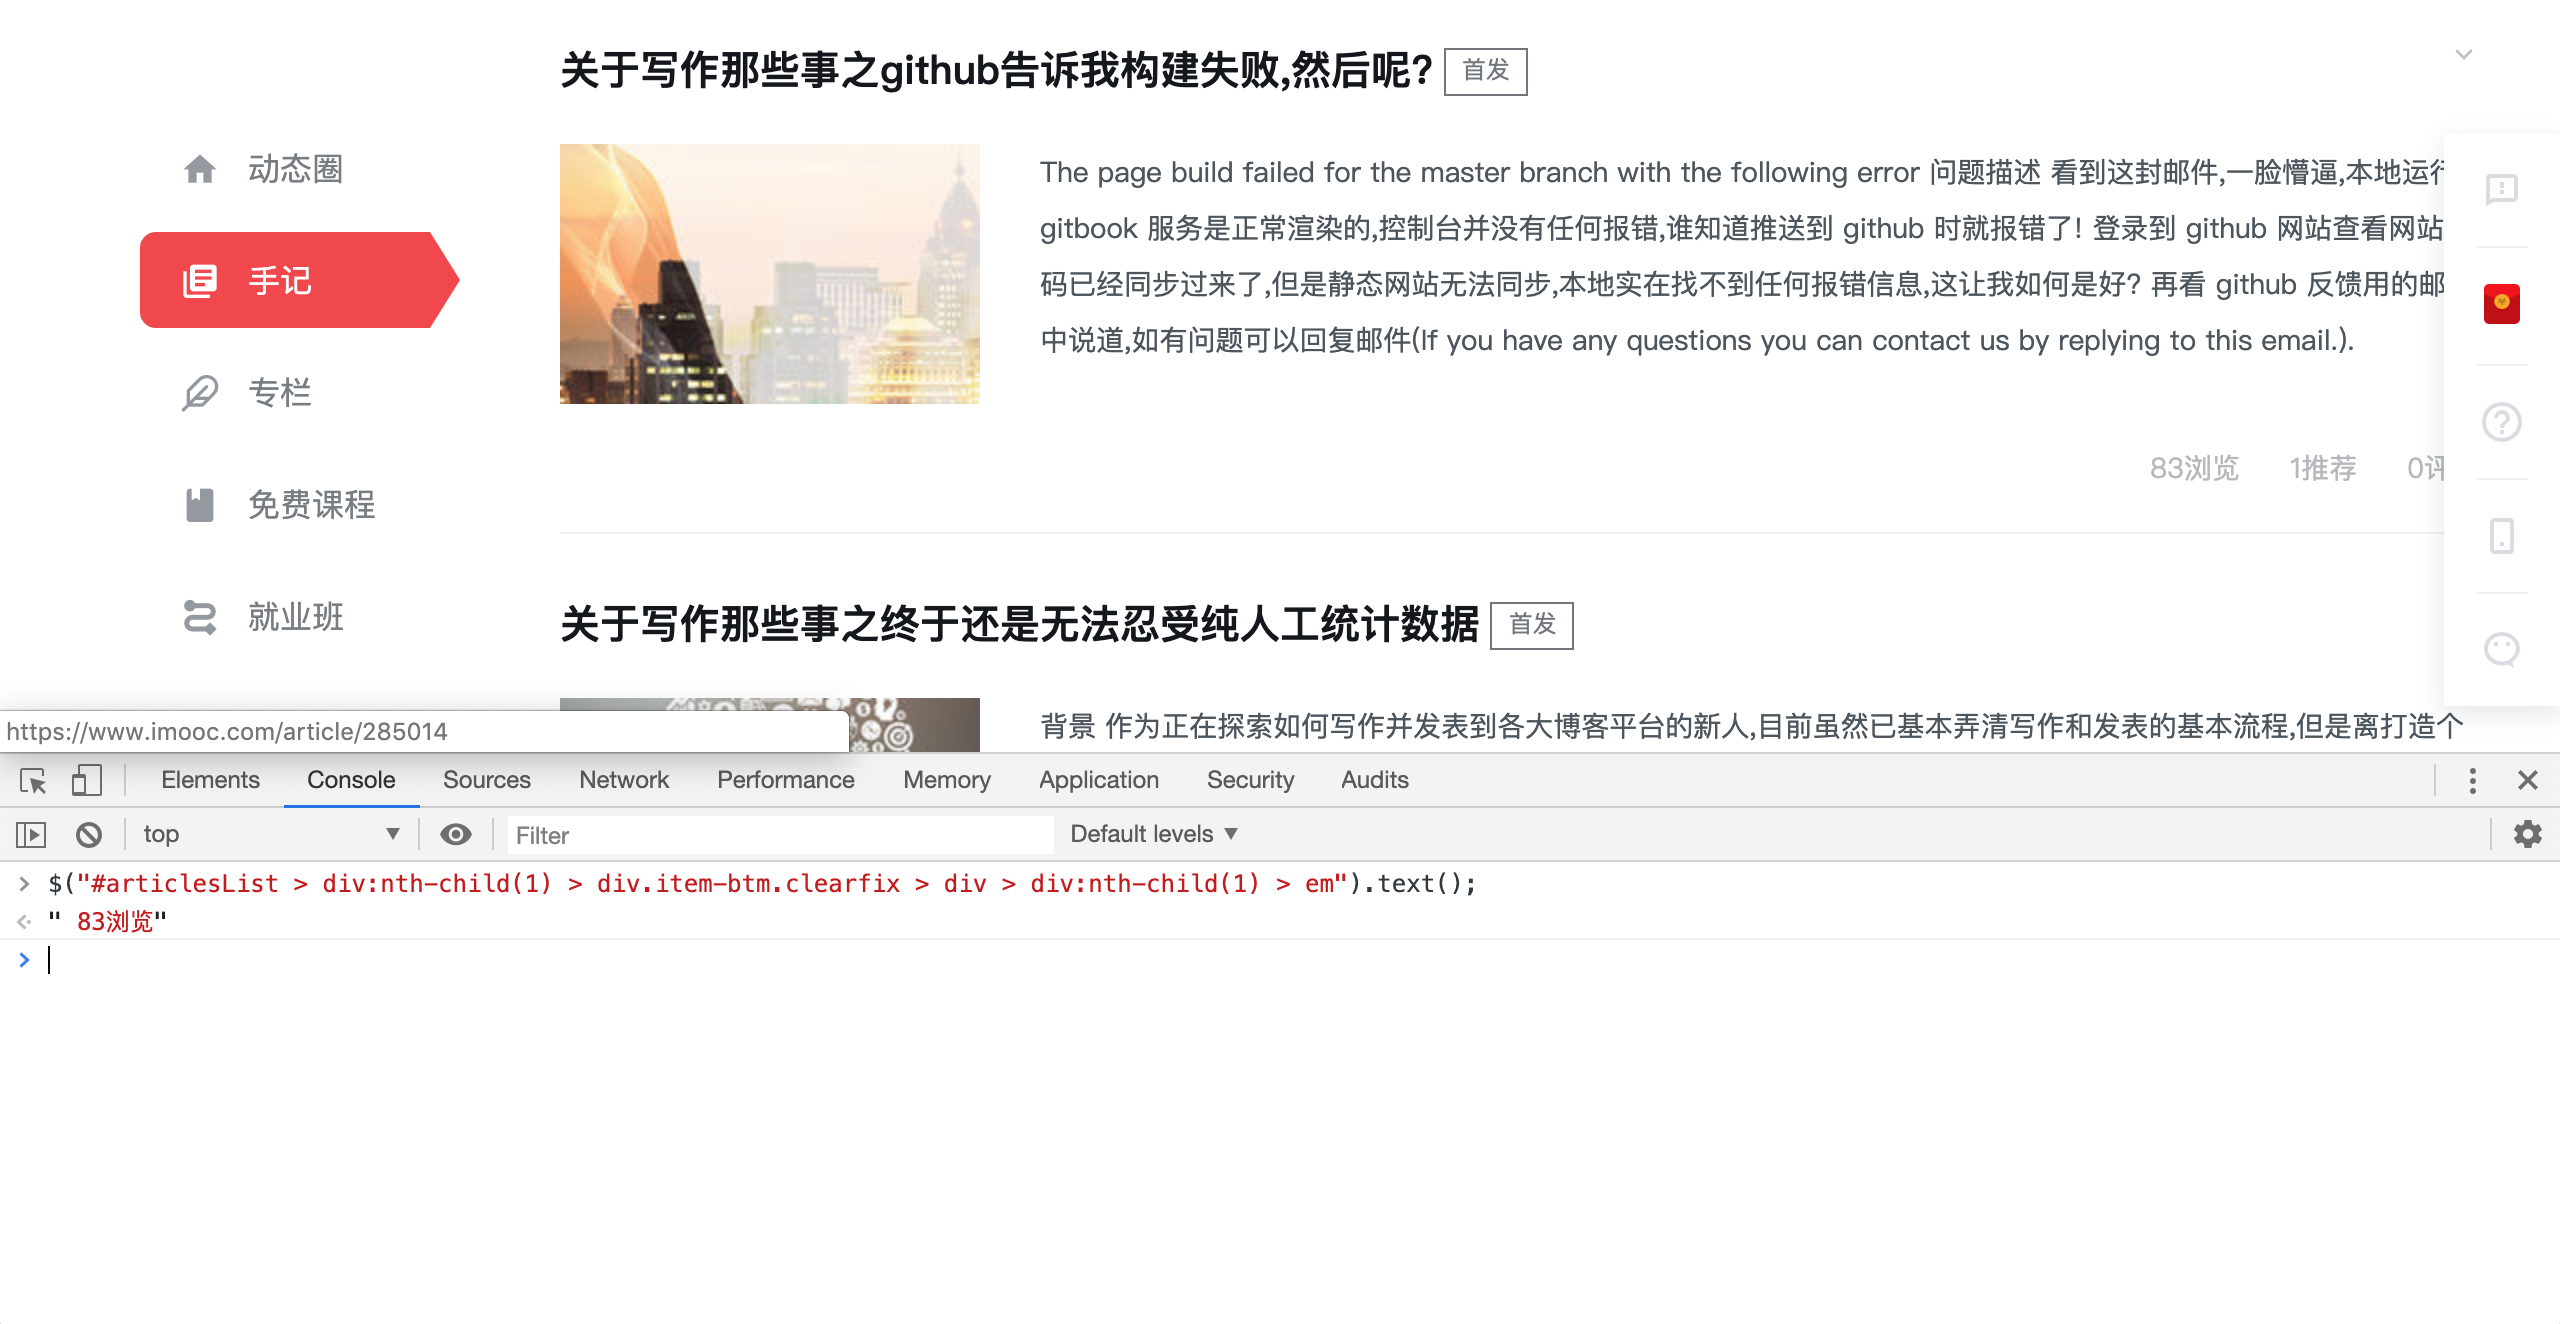 关于写作那些事之github告诉我构建失败,然后呢? 首发
动态圈
手记
专栏
免费课程
就业班
The page build failed for the master branch with the following error 问题描述 看到这封邮件,一脸懵逼,本地运行
gitbook 服务是正常渲染的,控制台并没有任何报错,谁知道推送到 github 时就报错了! 登录到 github 网站查看网站
码已经同步过来了,但是静态网站无法同步,本地实在找不到任何报错信息,这让我如何是好? 再看 github 反馈用的邮
中说道,如有问题可以回复邮件(If you have any questions you can contact us by replying to this email.).
83浏览 1推荐 0评
关于写作那些事之终于还是无法忍受纯人工统计数据 首发
背景 作为正在探索如何写作并发表到各大博客平台的新人,目前虽然已基本弄清写作和发表的基本流程,但是离打造个
https://www.imooc.com/article/285014
Elements Console Sources Network Performance Memory Application Security Audits
top Filter Default levels
$("#articlesList > div:nth-child(1) > div.item-btm.clearfix > div > div:nth-child(1) > em").text();
" 83浏览"